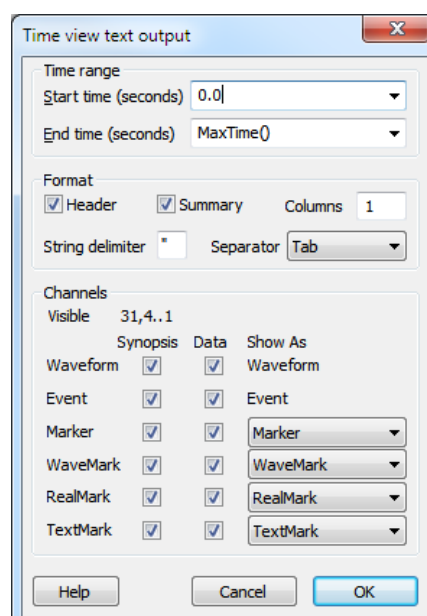 Time view text output
Time range
Start time (seconds) 0.0
End time (seconds) MaxTime()
Format
Header Summary Columns 1
String delimiter " Separator Tab
Channels
Visible 31,4..1
Synopsis Data Show As
Waveform Waveform
Event Event
Marker Marker
WaveMark WaveMark
RealMark RealMark
TextMark TextMark
Help Cancel OK